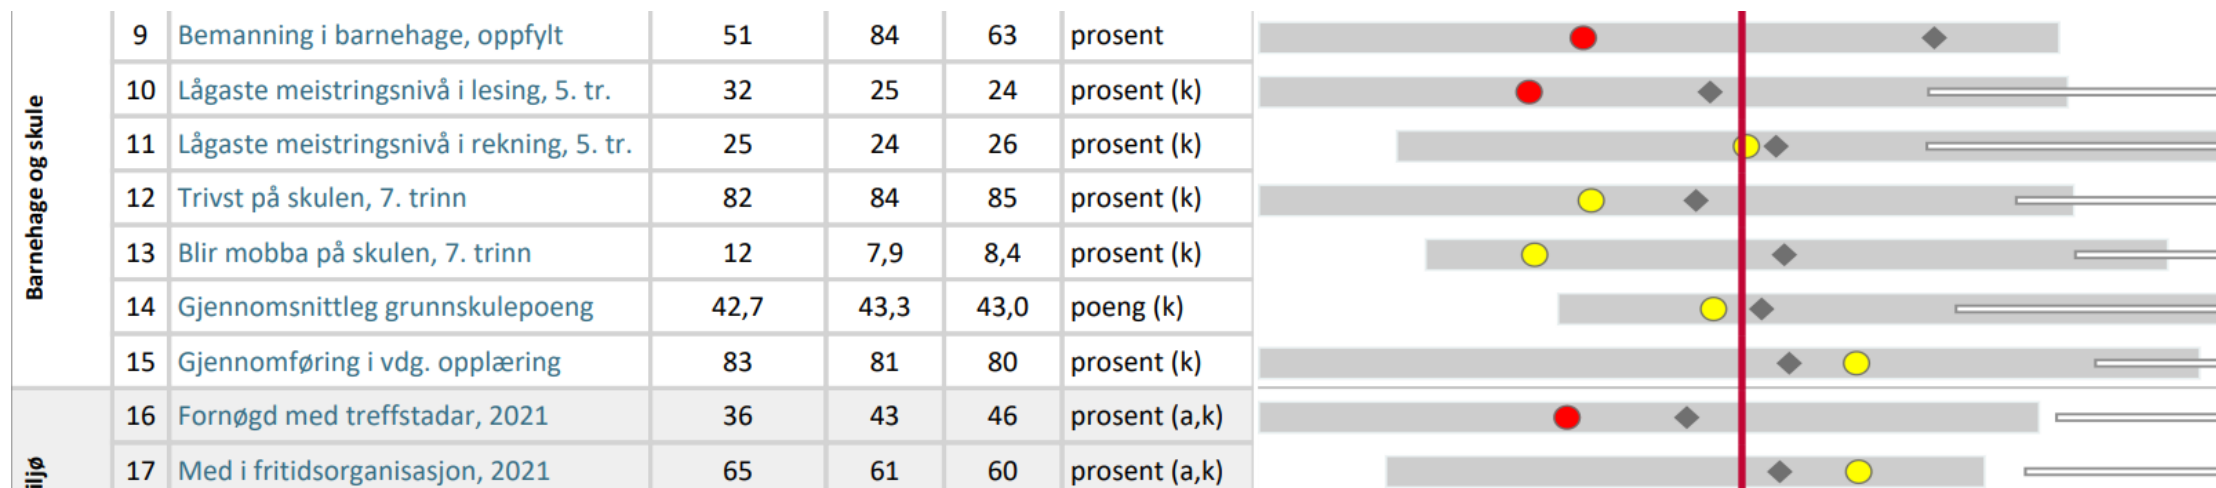 Barnehage og skule
9 Bemanning i barnehage, oppfylt 51 84 63 prosent
10 Lågaste meistringsnivå i lesing, 5. tr. 32 25 24 prosent (k)
11 Lågaste meistringsnivå i rekning, 5. tr. 25 24 26 prosent (k)
12 Trivst på skulen, 7. trinn 82 84 85 prosent (k)
13 Blir mobba på skulen, 7. trinn 12 7,9 8,4 prosent (k)
14 Gjennomsnittleg grunnskulepoeng 42,7 43,3 43,0 poeng (k)
15 Gjennomføring i vdg. opplæring 83 81 80 prosent (k)
16 Fornøgd med treffstadar, 2021 36 43 46 prosent (a,k)
17 Med i fritidsorganisasjon, 2021 65 61 60 prosent (a,k)